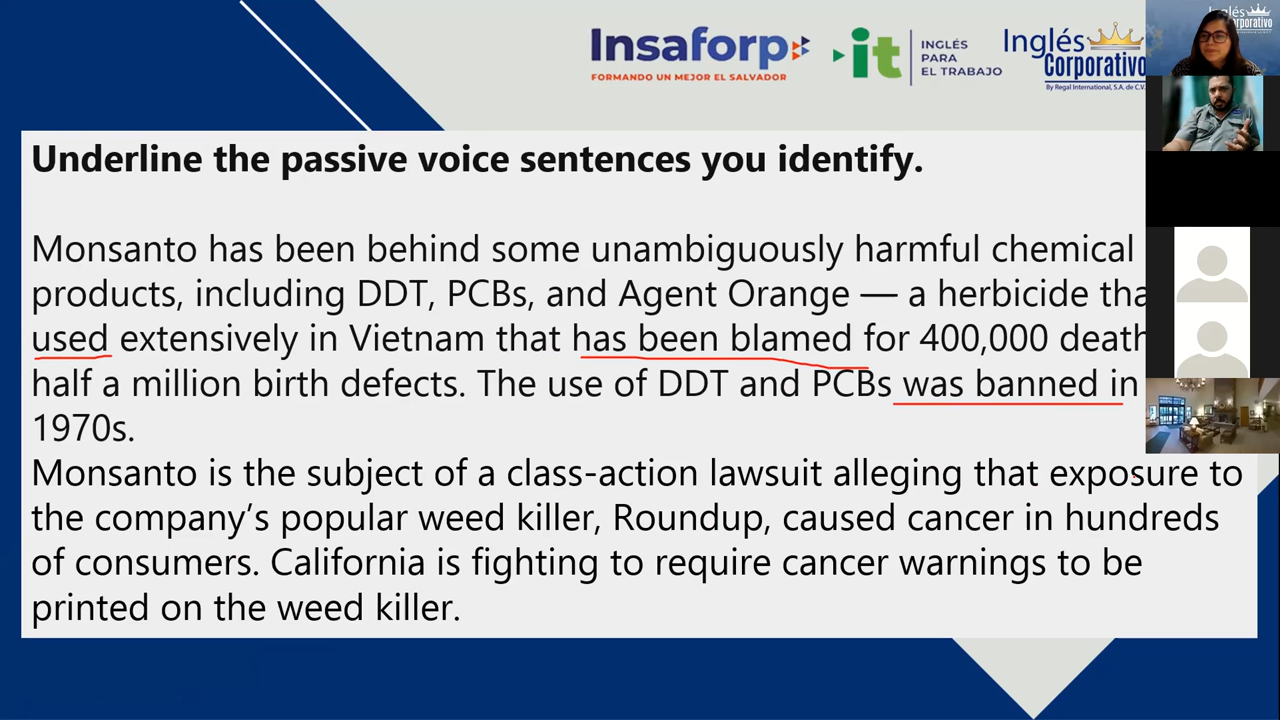 Insaforp
FORMANDO UN MEJOR EL SALVADOR
it
INGLÉS
PARA
EL TRABAJO
Inglés
Corporativo
By Regal International, S.A. de C.V.
Inglés
Corporativo
Underline the passive voice sentences you identify.
Monsanto has been behind some unambiguously harmful chemical
products, including DDT, PCBs, and Agent Orange — a herbicide tha
used extensively in Vietnam that has been blamed for 400,000 death
half a million birth defects. The use of DDT and PCBs was banned in
1970s.
Monsanto is the subject of a class-action lawsuit alleging that exposure to
the company’s popular weed killer, Roundup, caused cancer in hundreds
of consumers. California is fighting to require cancer warnings to be
printed on the weed killer.